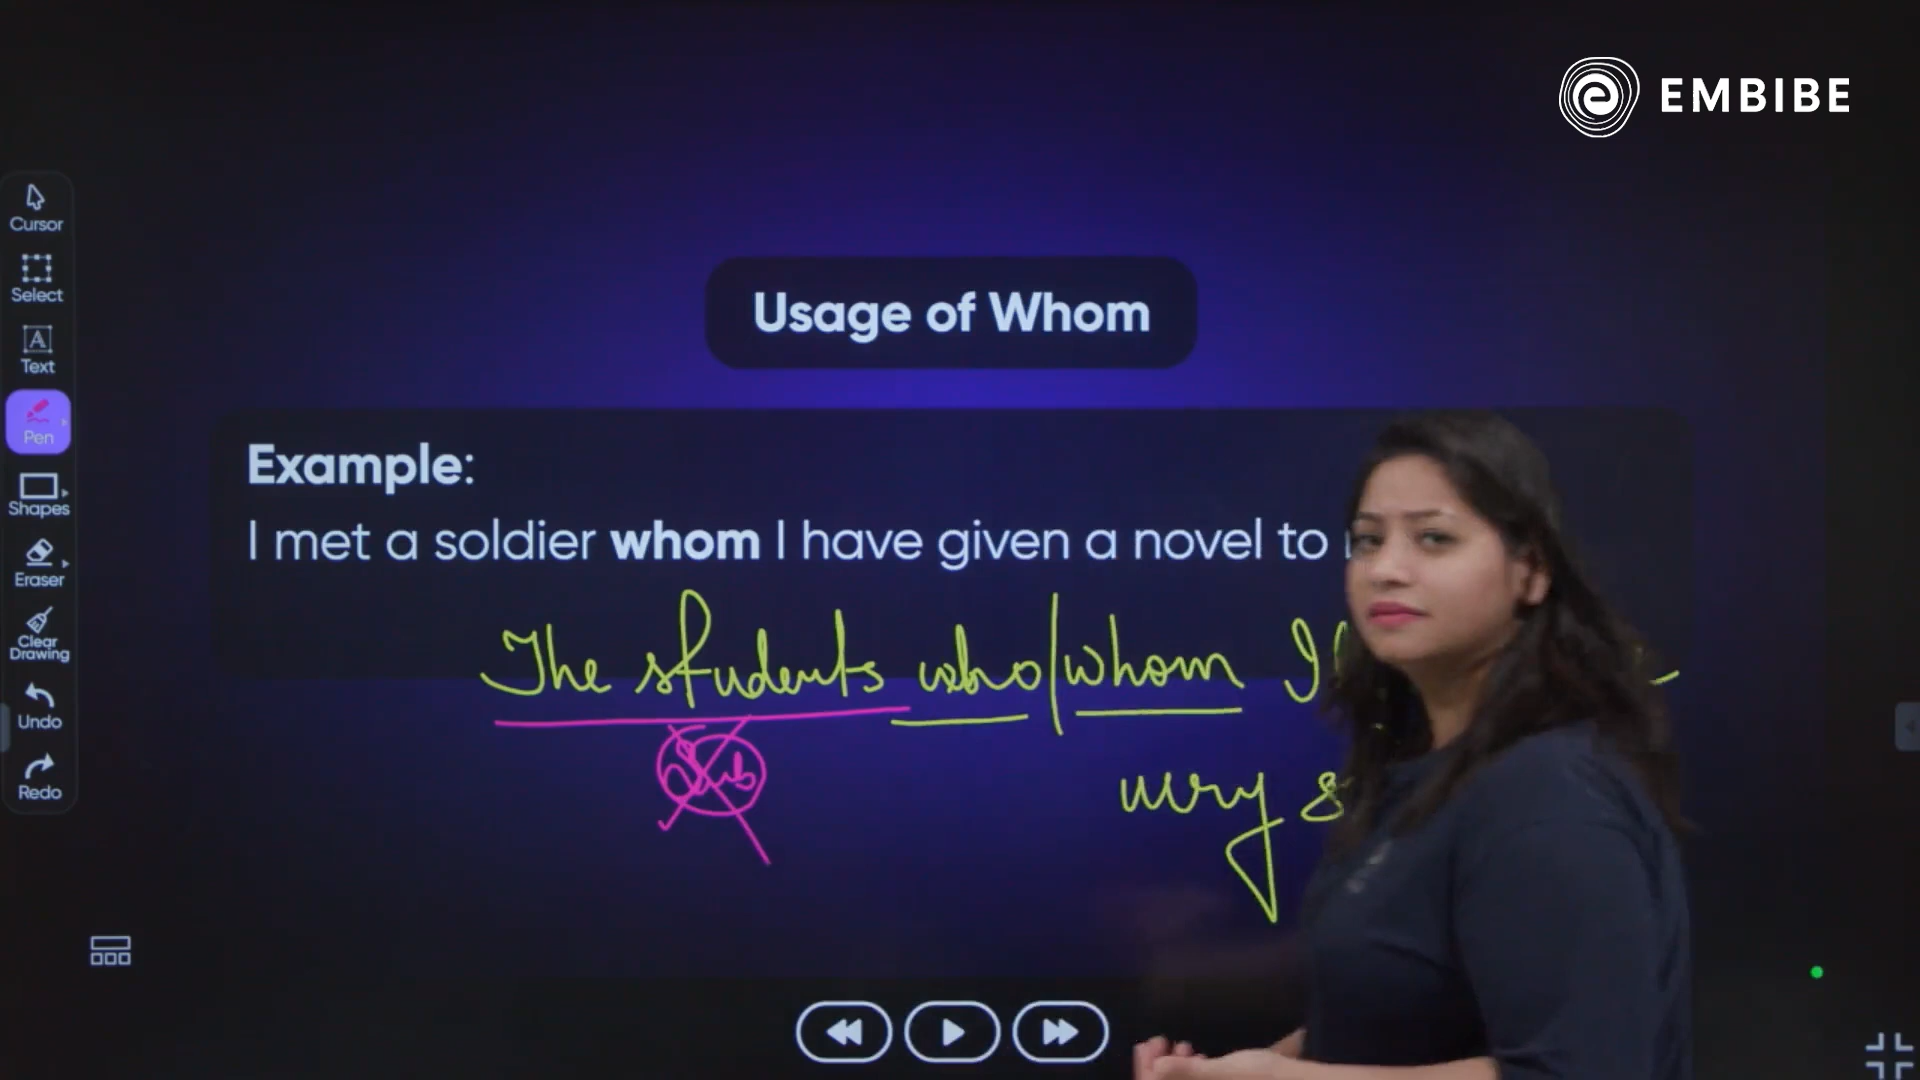 EMBIBE
Cursor
Select
Text
Pen
Shapes
Eraser
Clear
Drawing
Undo
Redo
Usage of Whom
Example:
I met a soldier whom I have given a novel to
The students who/whom I
Sub
very